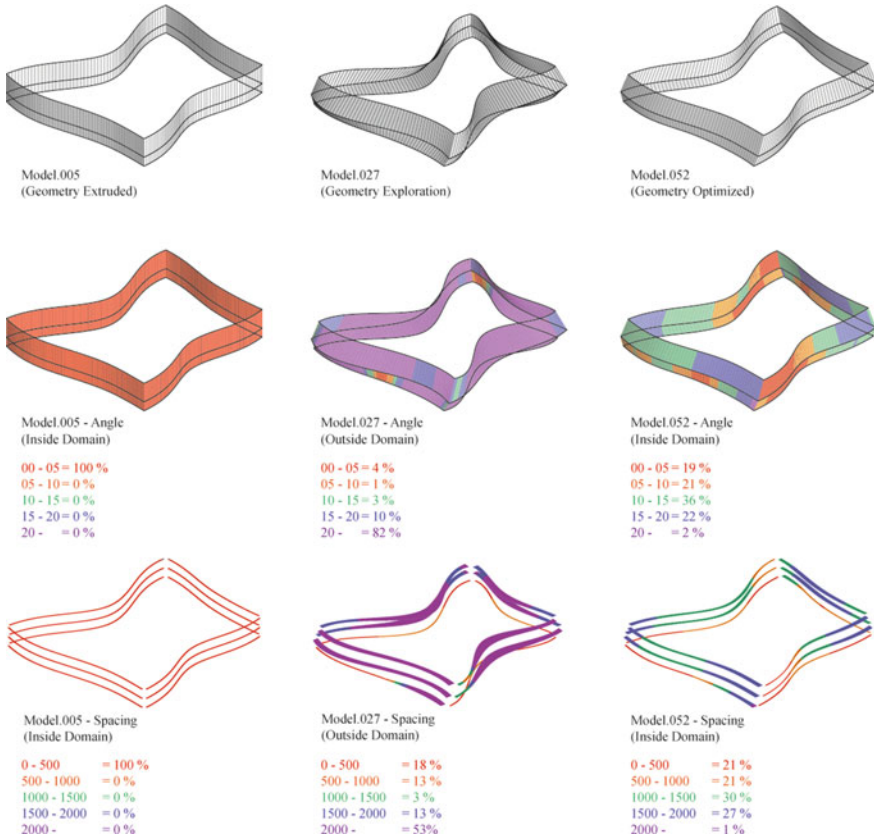 Model.005
(Geometry Extruded)
Model.027
(Geometry Exploration)
Model.052
(Geometry Optimized)
Model.005 - Angle
(Inside Domain)
00 - 05 = 100 %
05 - 10 = 0 %
10 - 15 = 0 %
15 - 20 = 0 %
20 - = 0 %
Model.027 - Angle
(Outside Domain)
00 - 05 = 4 %
05 - 10 = 1 %
10 - 15 = 3 %
15 - 20 = 10 %
20 - = 82 %
Model.052 - Angle
(Inside Domain)
00 - 05 = 19 %
05 - 10 = 21 %
10 - 15 = 36 %
15 - 20 = 22 %
20 - = 2 %
Model.005 - Spacing
(Inside Domain)
0 - 500 = 100 %
500 - 1000 = 0 %
1000 - 1500 = 0 %
1500 - 2000 = 0 %
2000 - = 0 %
Model.027 - Spacing
(Outside Domain)
0 - 500 = 18 %
500 - 1000 = 13 %
1000 - 1500 = 3 %
1500 - 2000 = 13 %
2000 - = 53%
Model.052 - Spacing
(Inside Domain)
0 - 500 = 21 %
500 - 1000 = 21 %
1000 - 1500 = 30 %
1500 - 2000 = 27 %
2000 - = 1 %